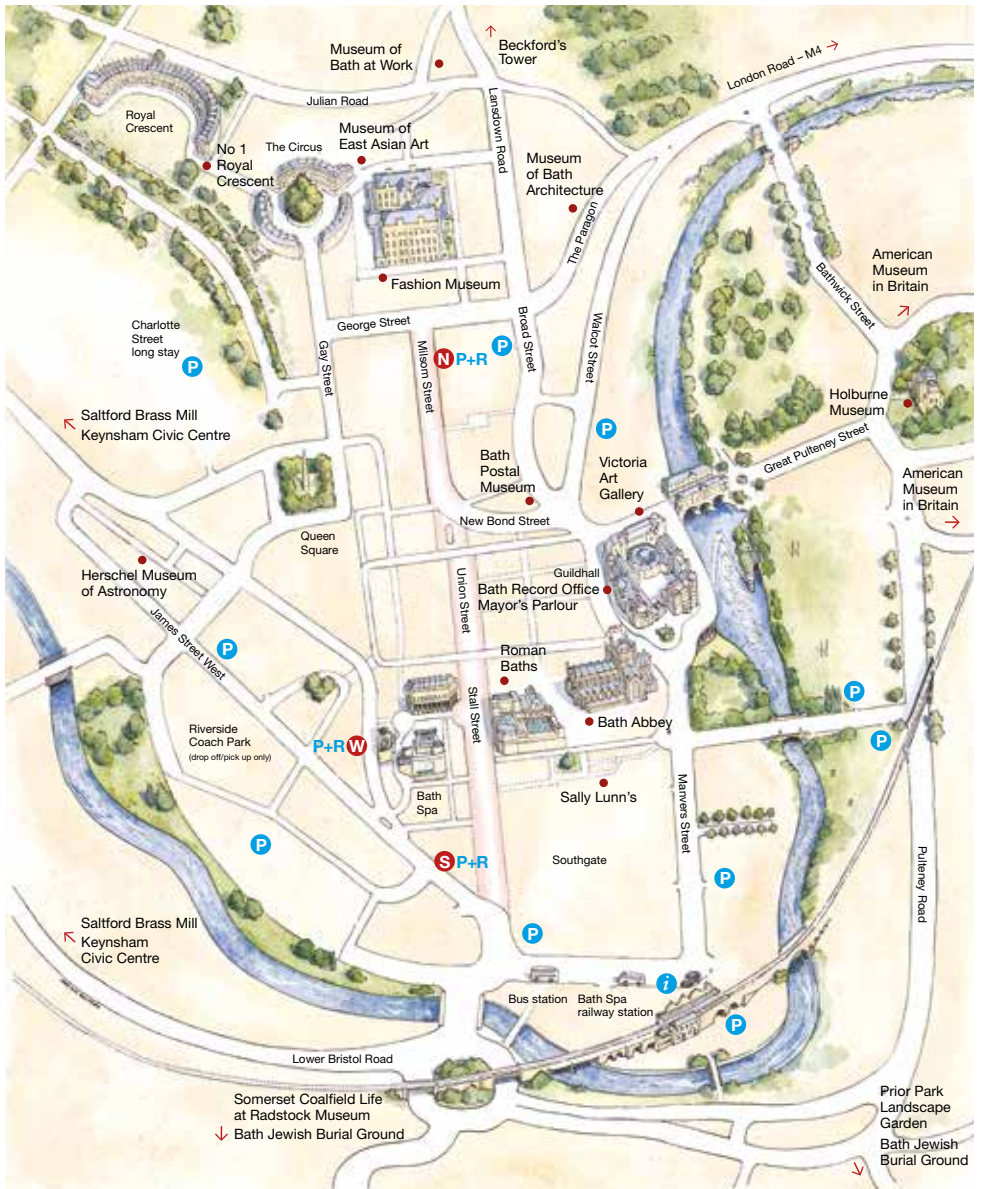 Museum of
Bath at Work
Beckford's
Tower
London Road – M4
Julian Road
Lansdown Road
Royal
Crescent
No 1
Royal
Crescent
The Circus
Museum of
East Asian Art
Museum
of Bath
Architecture
The Paragon
Fashion Museum
American
Museum
in Britain
Bathwick Street
George Street
Charlotte
Street
long stay
P
Gay Street
Milsom Street
N P+R
P
Broad Street
Walcot Street
Holburne
Museum
Saltford Brass Mill
Keynsham Civic Centre
P
Great Pulteney Street
Bath
Postal
Museum
Victoria
Art
Gallery
American
Museum
in Britain
New Bond Street
Queen
Square
Herschel Museum
of Astronomy
Guildhall
Bath Record Office
Mayor's Parlour
Union Street
James Street West
P
Roman
Baths
Stall Street
Bath Abbey
P
P
Riverside
Coach Park
(drop off/pick up only)
P+R W
Bath
Spa
Sally Lunn's
Manvers Street
P
S P+R
Southgate
P
Pulteney Road
Saltford Brass Mill
Keynsham
Civic Centre
P
i
Bus station
Bath Spa
railway station
P
Lower Bristol Road
Somerset Coalfield Life
at Radstock Museum
Bath Jewish Burial Ground
Prior Park
Landscape
Garden
Bath Jewish
Burial Ground